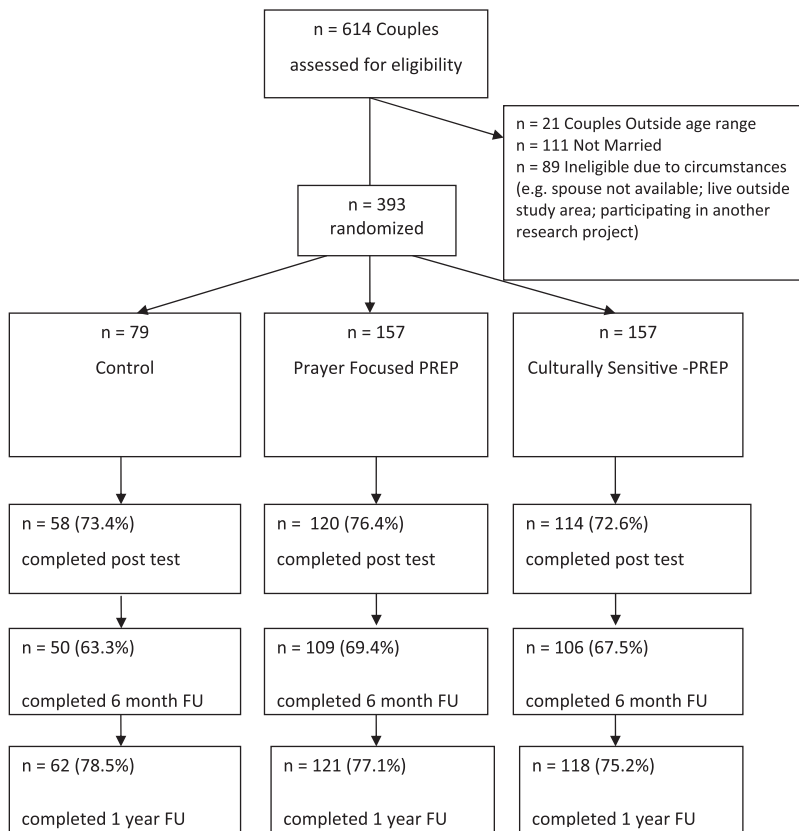 n = 614 Couples
assessed for eligibility
n = 21 Couples Outside age range
n = 111 Not Married
n = 89 Ineligible due to circumstances
(e.g. spouse not available; live outside
study area; participating in another
research project)
n = 393
randomized
n = 79
Control
n = 157
Prayer Focused PREP
n = 157
Culturally Sensitive -PREP
n = 58 (73.4%)
completed post test
n = 120 (76.4%)
completed post test
n = 114 (72.6%)
completed post test
n = 50 (63.3%)
completed 6 month FU
n = 109 (69.4%)
completed 6 month FU
n = 106 (67.5%)
completed 6 month FU
n = 62 (78.5%)
completed 1 year FU
n = 121 (77.1%)
completed 1 year FU
n = 118 (75.2%)
completed 1 year FU